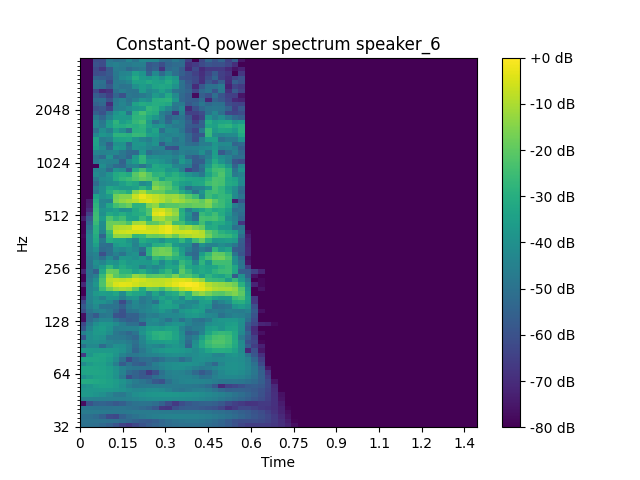 Constant-Q power spectrum speaker_6
+0 dB
2048
-10 dB
-20 dB
1024
-30 dB
512
-40 dB
Hz
256
-50 dB
128
-60 dB
64
-70 dB
32
-80 dB
0 0.15 0.3 0.45 0.6 0.75 0.9 1.1 1.2 1.4
Time